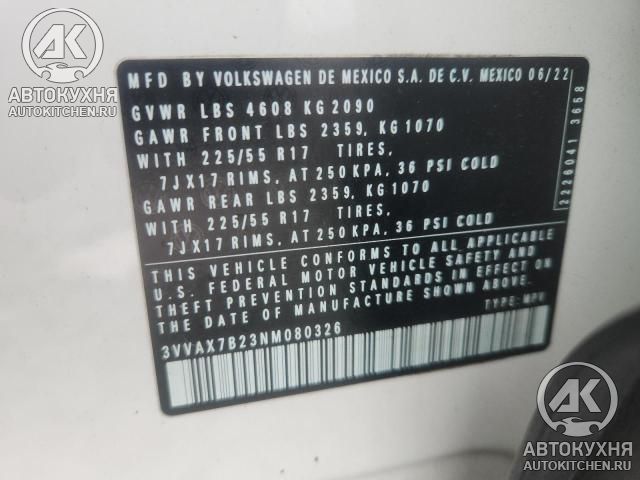 MFD BY VOLKSWAGEN DE MEXICO S.A. DE C.V. MEXICO 06/22
GVWR LBS 4608 KG 2090
GAWR FRONT LBS 2359, KG 1070
WITH 225/55 R17 TIRES,
7JX17 RIMS, AT 250 KPA, 36 PSI COLD
GAWR REAR LBS 2359, KG 1070
WITH 225/55 R17 TIRES,
7JX17 RIMS, AT 250 KPA, 36 PSI COLD
THIS VEHICLE CONFORMS TO ALL APPLICABLE
U.S. FEDERAL MOTOR VEHICLE SAFETY AND
THEFT PREVENTION STANDARDS IN EFFECT ON
THE DATE OF MANUFACTURE SHOWN ABOVE.
3VVAX7B23NM080326
TYPE: MPV
2226041 3658
АК
АВТОКУХНЯ
AUTOKITCHEN.RU
АК
АВТОКУХНЯ
AUTOKITCHEN.RU